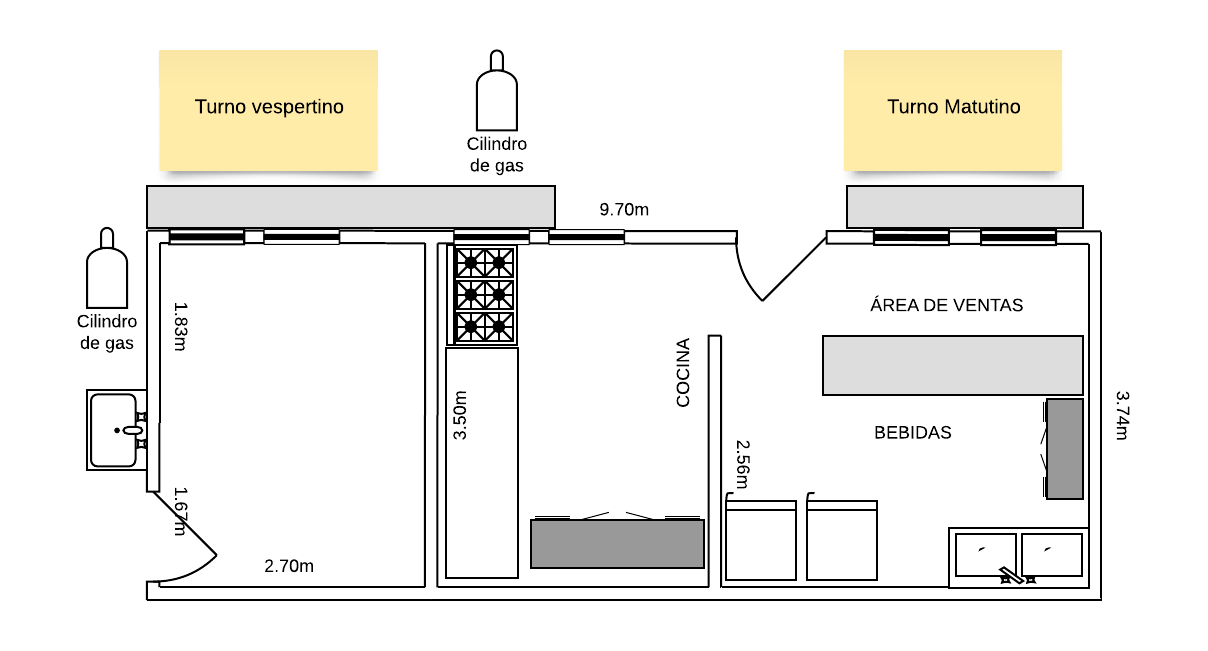 Turno vespertino
Cilindro
de gas
Turno Matutino
9.70m
Cilindro
de gas
1.83m
ÁREA DE VENTAS
COCINA
3.50m
BEBIDAS
3.74m
2.56m
1.67m
2.70m